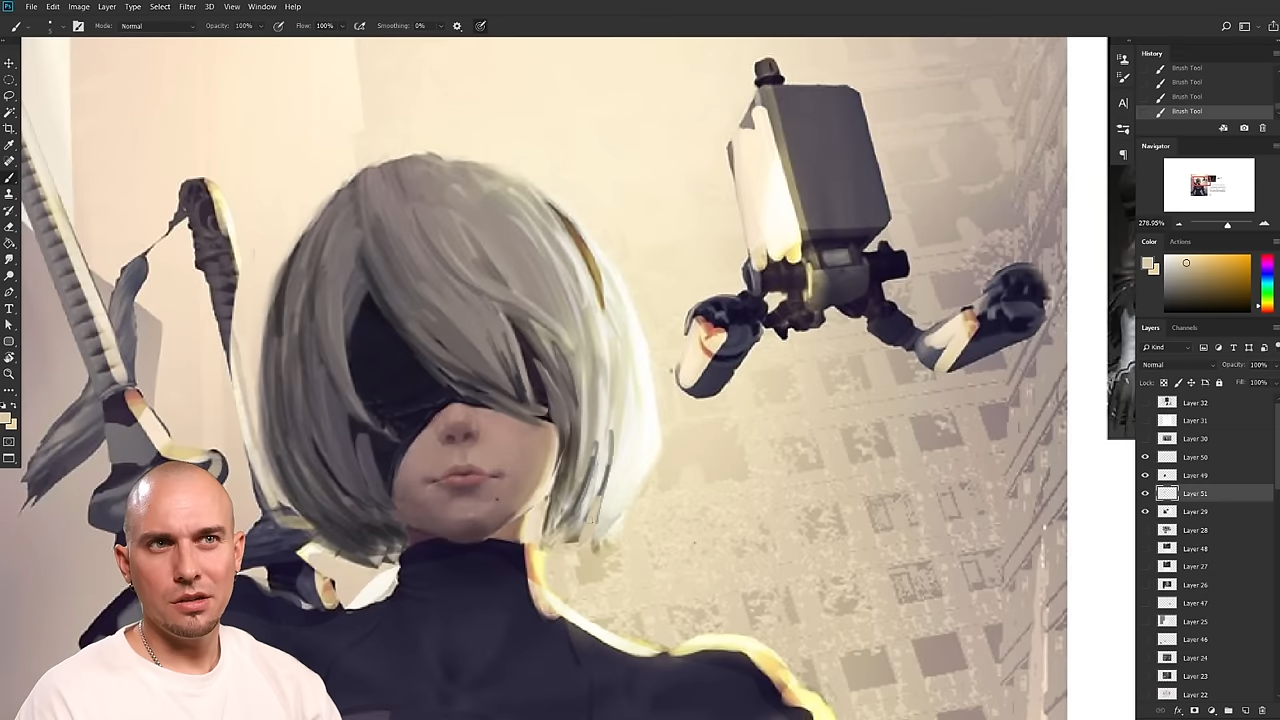 Ps File Edit Image Layer Type Select Filter 3D View Window Help
5 Mode: Normal Opacity: 100% Flow: 100% Smoothing: 0%
History
Brush Tool
Brush Tool
Brush Tool
Brush Tool
Navigator
278.95%
Color Actions
Layers Channels
Kind
Normal Opacity: 100%
Lock: Fill: 100%
Layer 32
Layer 31
Layer 30
Layer 50
Layer 49
Layer 51
Layer 29
Layer 28
Layer 48
Layer 27
Layer 26
Layer 47
Layer 25
Layer 46
Layer 24
Layer 23
Layer 22